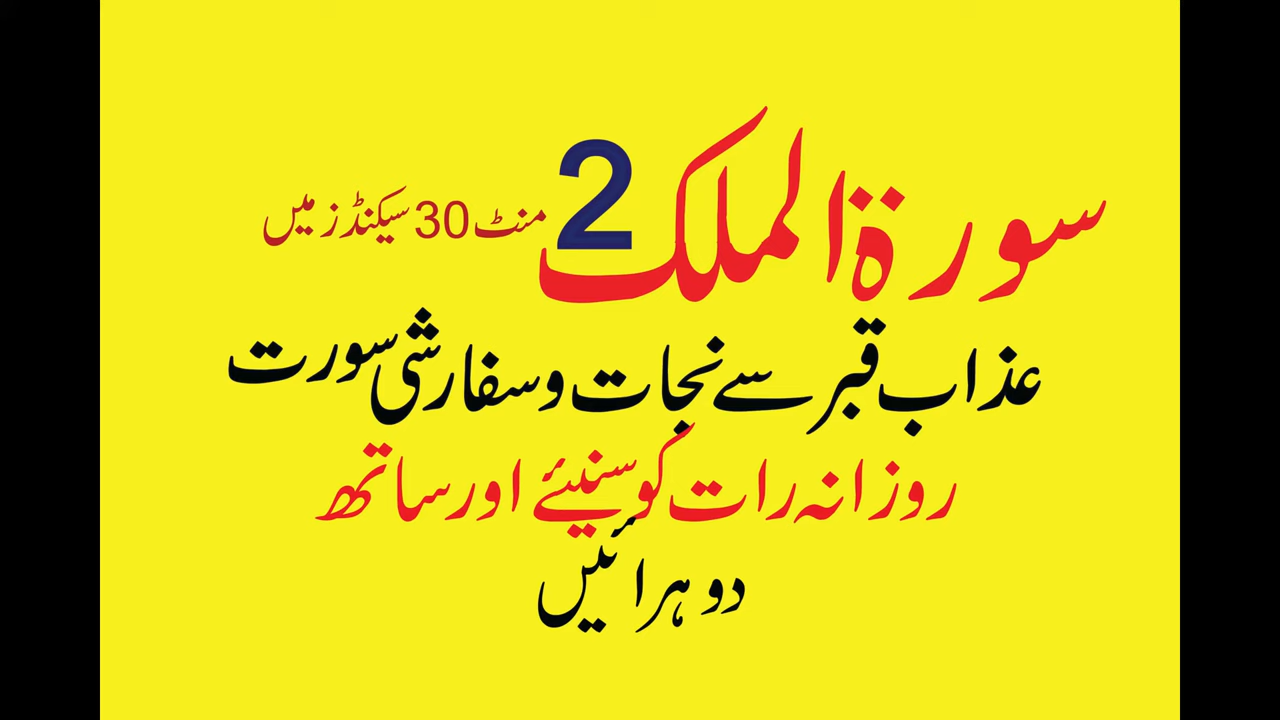 سورۃ الملک 2 منٹ 30 سیکنڈز میں
عذاب قبر سے نجات و سفارشی سورت
روزانہ رات کو سنیئے اور ساتھ
دوہرائیں